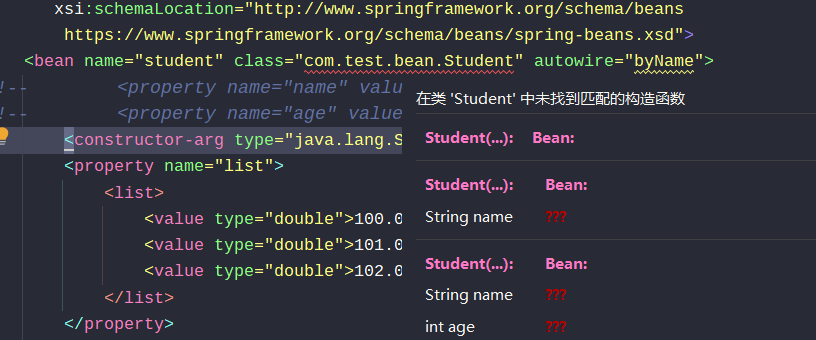 xsi:schemaLocation="http://www.springframework.org/schema/beans
https://www.springframework.org/schema/beans/spring-beans.xsd">
<bean name="student" class="com.test.bean.Student" autowire="byName">
!-- <property name="name" valu
!-- <property name="age" value
<constructor-arg type="java.lang.S
<property name="list">
<list>
<value type="double">100.0
<value type="double">101.0
<value type="double">102.0
</list>
</property>
在类 'Student' 中未找到匹配的构造函数
Student(...): Bean:
Student(...): Bean:
String name ???
Student(...): Bean:
String name ???
int age ???